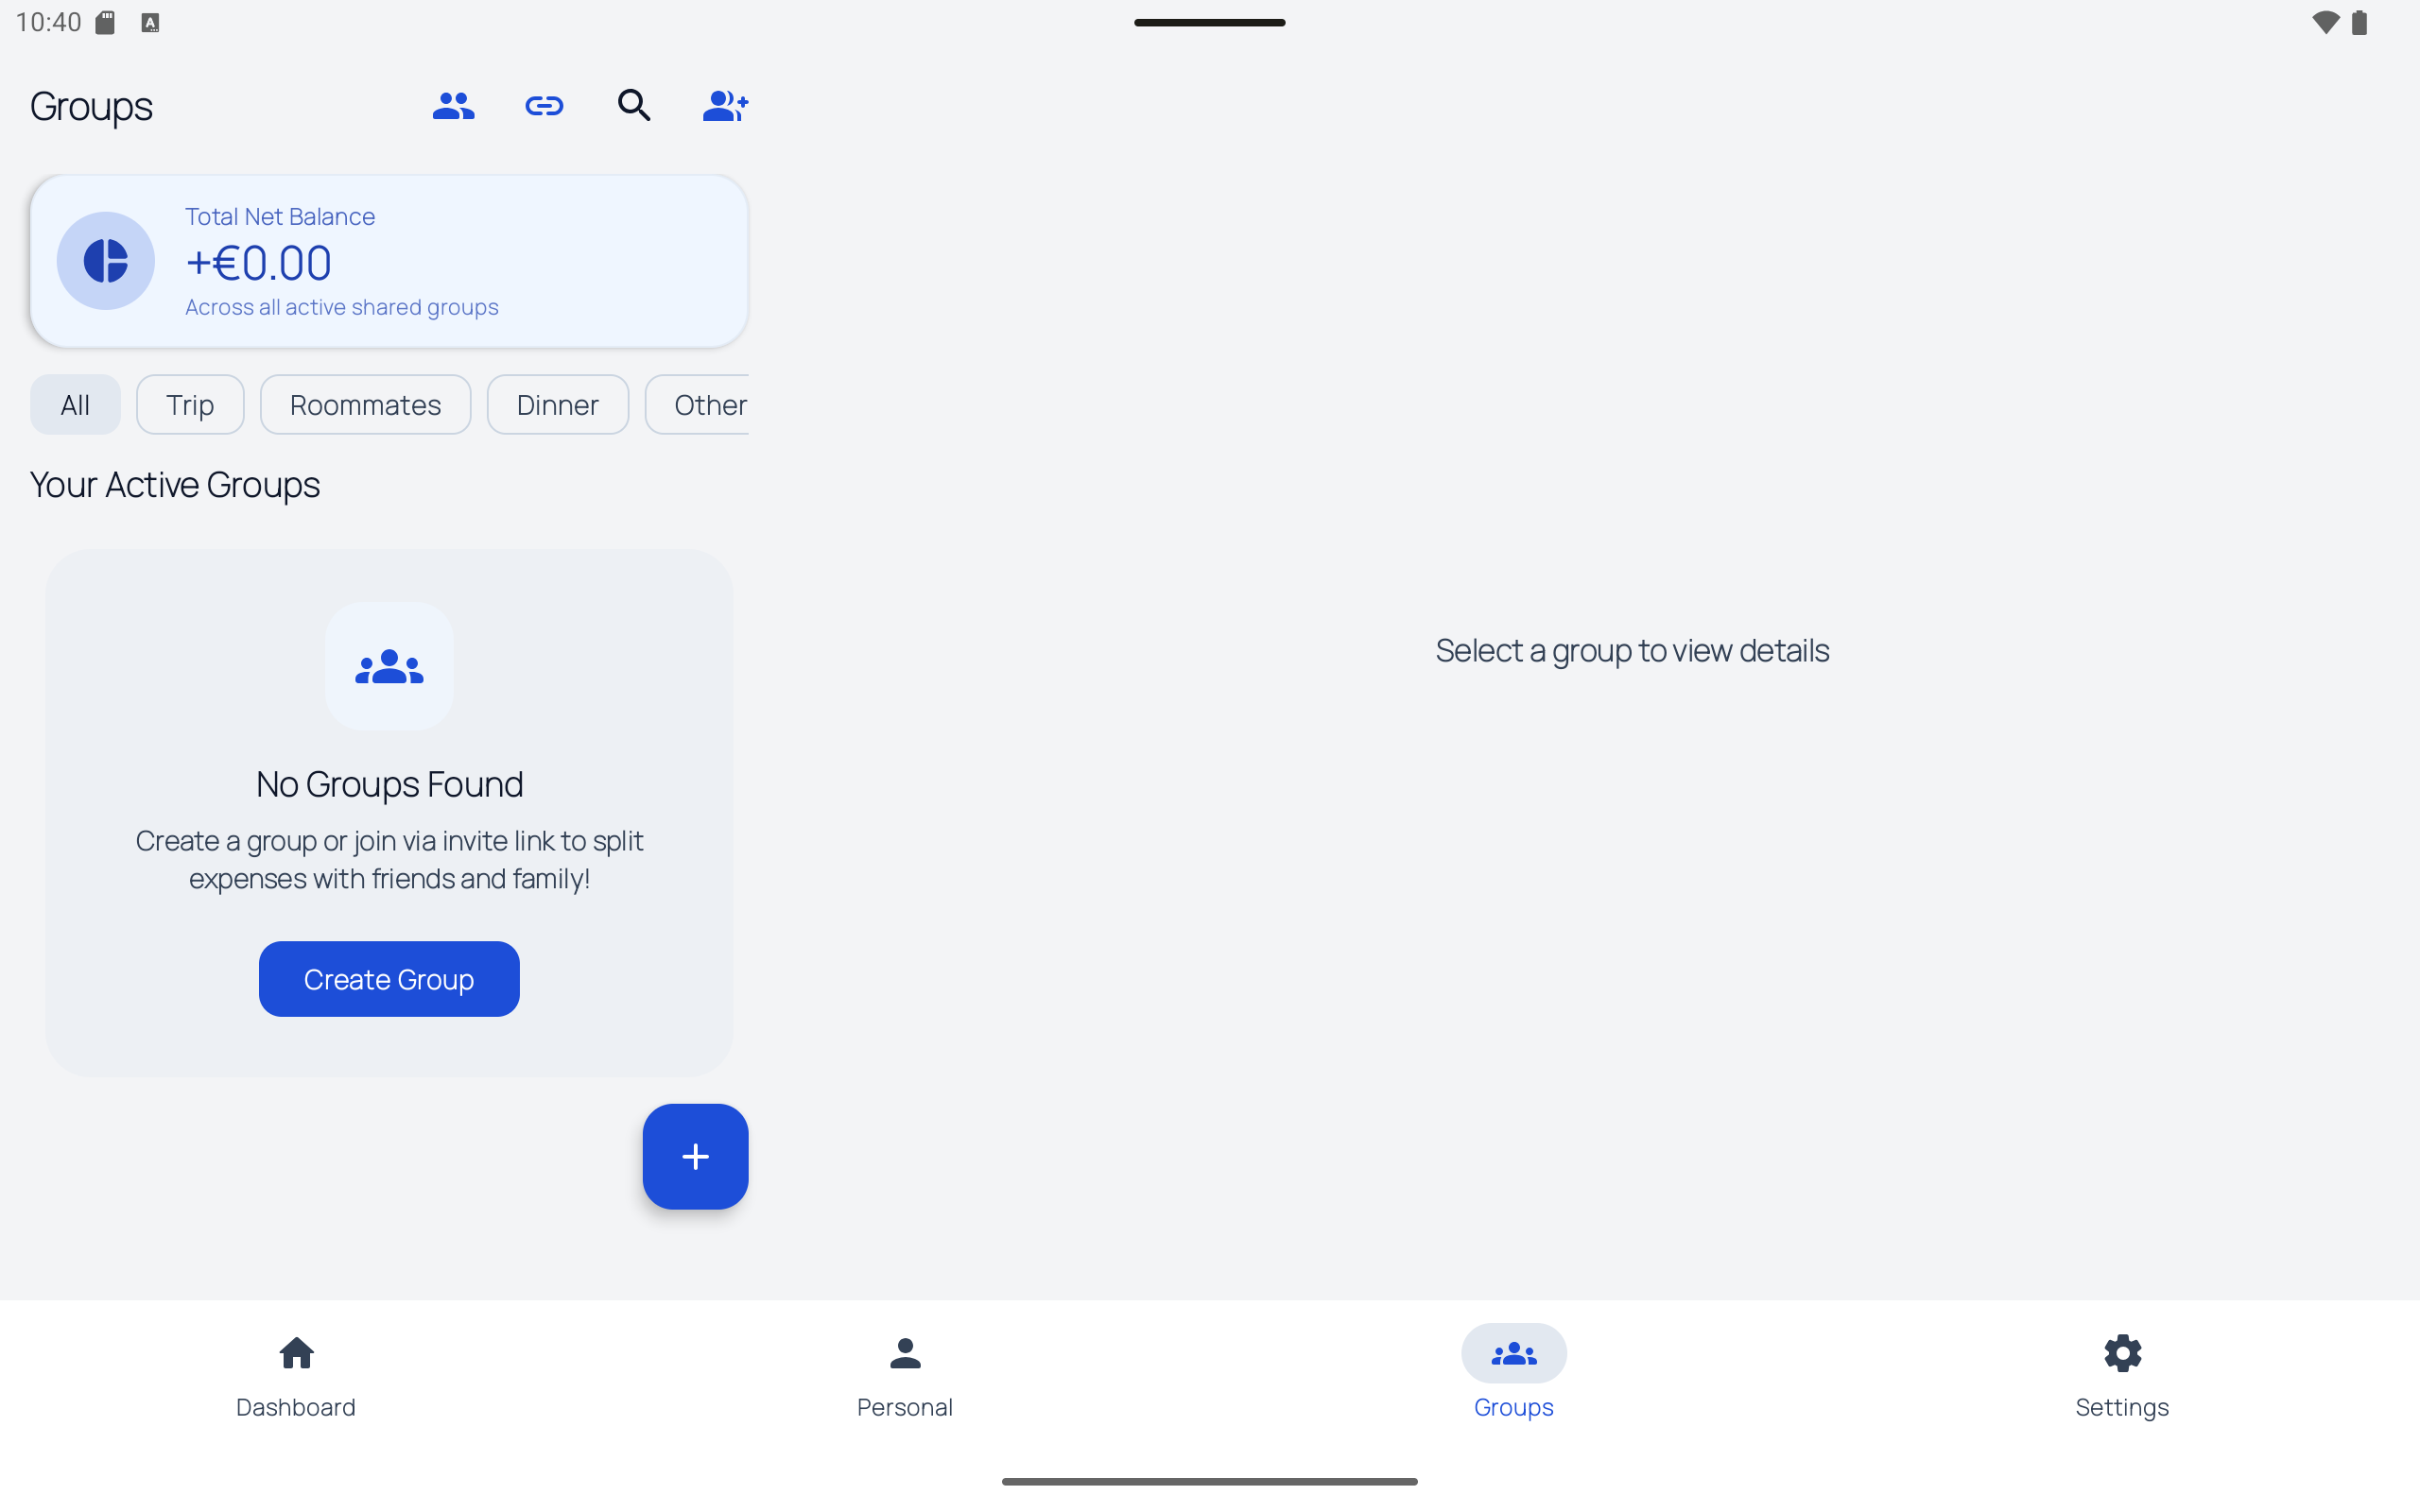 10:40
Groups
Total Net Balance
+€0.00
Across all active shared groups
All
Trip
Roommates
Dinner
Other
Your Active Groups
No Groups Found
Create a group or join via invite link to split
expenses with friends and family!
Create Group
Select a group to view details
Dashboard
Personal
Groups
Settings